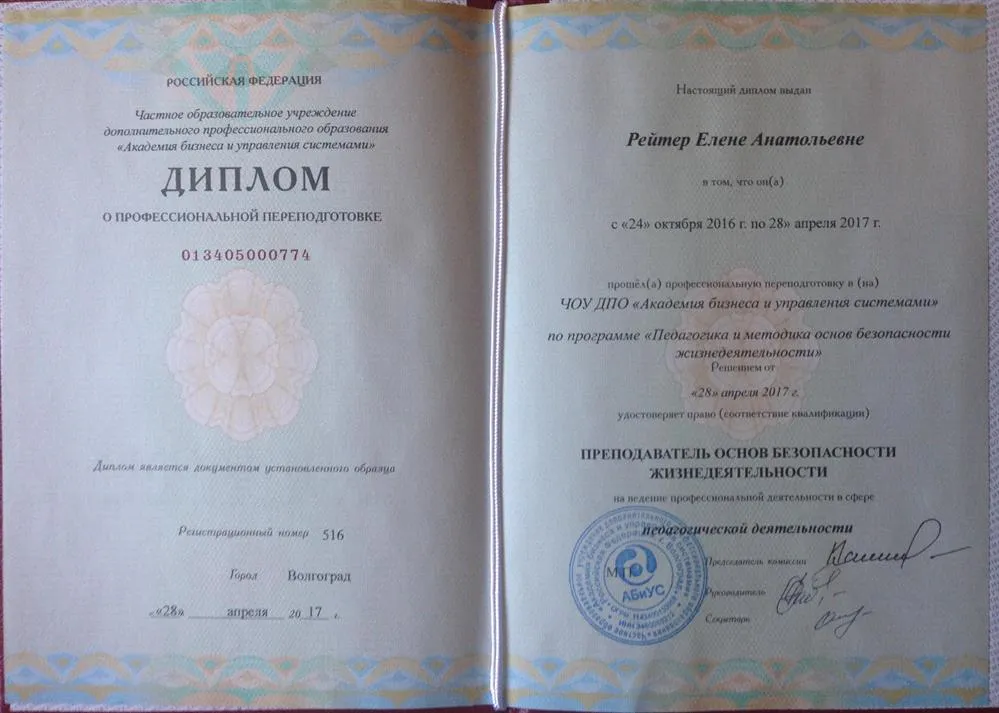 РОССИЙСКАЯ ФЕДЕРАЦИЯ
Частное образовательное учреждение
дополнительного профессионального образования
«Академия бизнеса и управления системами»
ДИПЛОМ
О ПРОФЕССИОНАЛЬНОЙ ПЕРЕПОДГОТОВКЕ
013405000774
Диплом является документом установленного образца
Регистрационный номер 516
Город Волгоград
«28» апреля 2017 г.
Настоящий диплом выдан
Рейтер Елене Анатольевне
в том, что он(а)
с «24» октября 2016 г. по 28» апреля 2017 г.
прошёл(а) профессиональную переподготовку в (на)
ЧОУ ДПО «Академия бизнеса и управления системами»
по программе «Педагогика и методика основ безопасности
жизнедеятельности»
Решением от
«28» апреля 2017 г.
удостоверяет право (соответствие квалификации)
ПРЕПОДАВАТЕЛЬ ОСНОВ БЕЗОПАСНОСТИ
ЖИЗНЕДЕЯТЕЛЬНОСТИ
на ведение профессиональной деятельности в сфере
педагогической деятельности
Председатель комиссии
М.П.
Руководитель
Секретарь
АБиУС